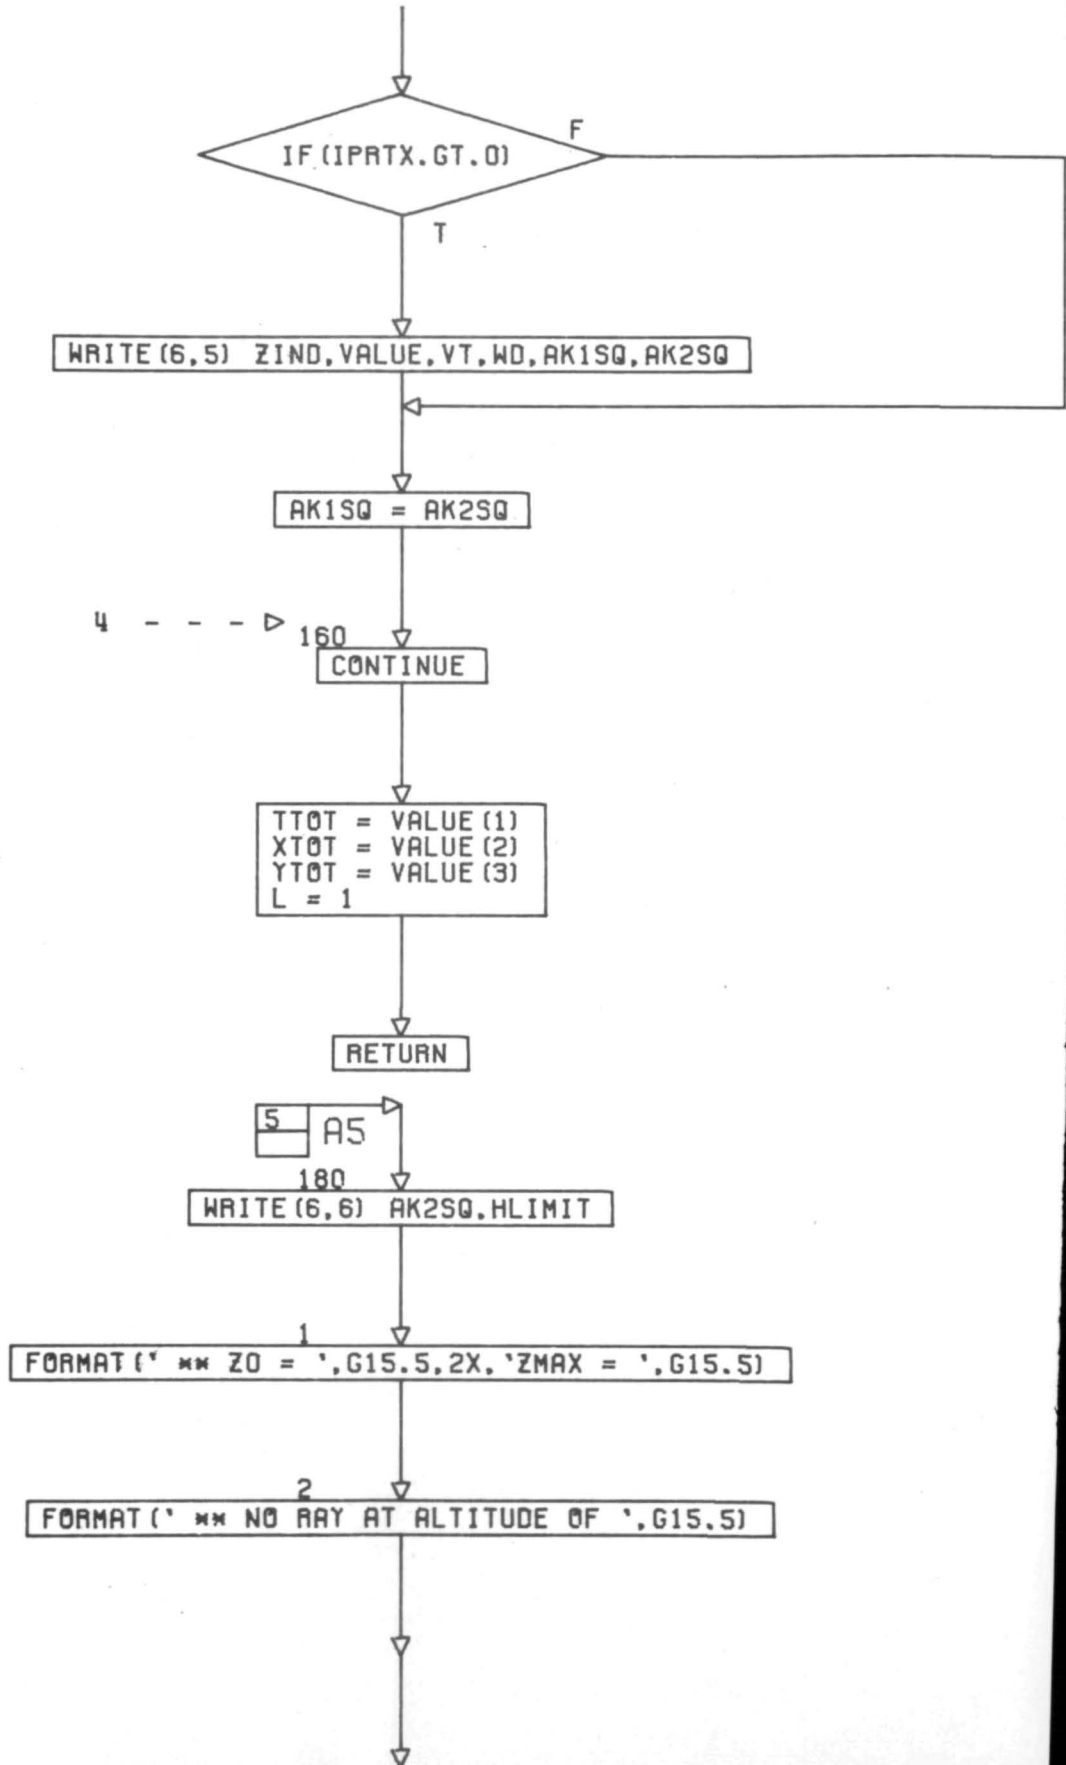 F
IF(IPRTX.GT.0)
T
WRITE(6,5) ZIND,VALUE,VT,WD,AK1SQ,AK2SQ
AK1SQ = AK2SQ
4 - - -
160
CONTINUE
TTOT = VALUE(1)
XTOT = VALUE(2)
YTOT = VALUE(3)
L = 1
RETURN
5
A5
180
WRITE(6,6) AK2SQ,HLIMIT
1
FORMAT(' ** Z0 = ',G15.5,2X,'ZMAX = ',G15.5)
2
FORMAT(' ** NO RAY AT ALTITUDE OF ',G15.5)